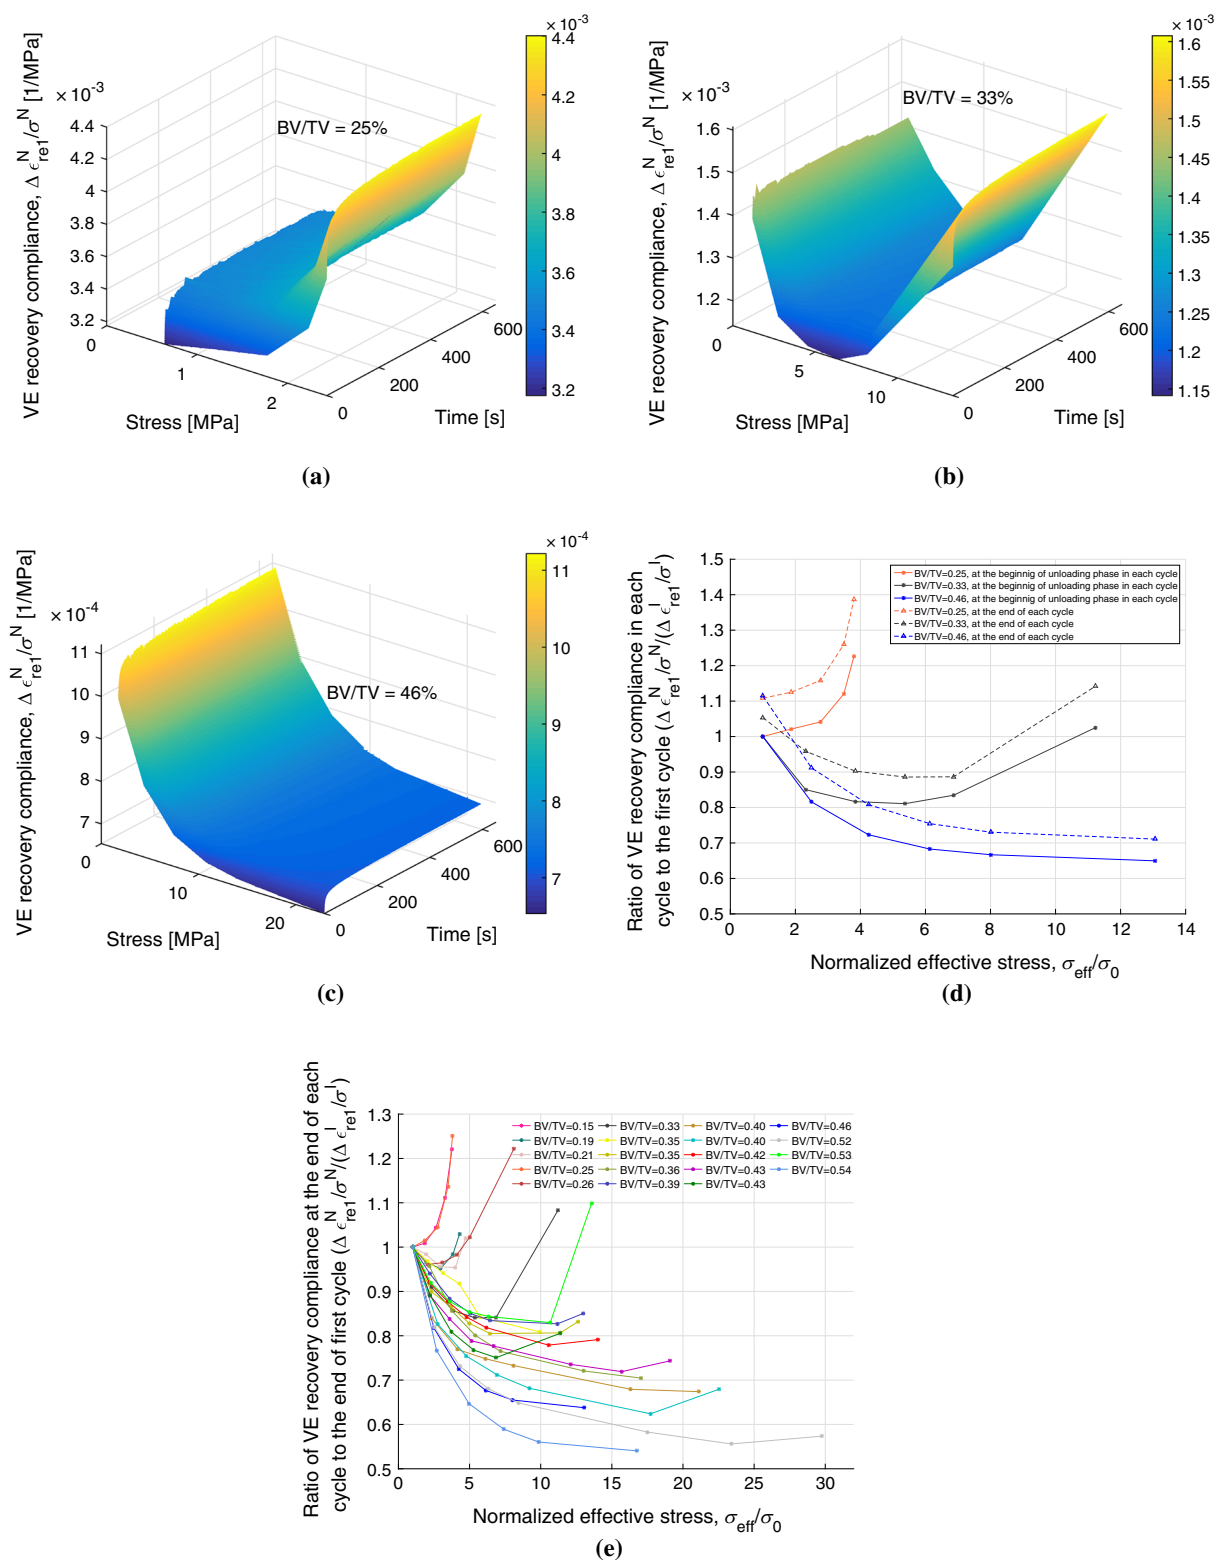 VE recovery compliance, Δ ϵ^N_re1/σ^N [1/MPa]
× 10^-3
4.4
4.2
4
3.8
3.6
3.4
3.2
BV/TV = 25%
0
1
2
Stress [MPa]
0
200
400
600
Time [s]
× 10^-3
4.4
4.2
4
3.8
3.6
3.4
3.2
(a)
VE recovery compliance, Δ ϵ^N_re1/σ^N [1/MPa]
× 10^-3
1.6
1.5
1.4
1.3
1.2
BV/TV = 33%
0
5
10
Stress [MPa]
0
200
400
600
Time [s]
× 10^-3
1.6
1.55
1.5
1.45
1.4
1.35
1.3
1.25
1.2
1.15
(b)
VE recovery compliance, Δ ϵ^N_re1/σ^N [1/MPa]
× 10^-4
11
10
9
8
7
BV/TV = 46%
0
10
20
Stress [MPa]
0
200
400
600
Time [s]
× 10^-4
11
10
9
8
7
(c)
Ratio of VE recovery compliance in each
cycle to the first cycle (Δ ϵ^N_re1/σ^N/(Δ ϵ^I_re1/σ^I)
1.5
1.4
1.3
1.2
1.1
1
0.9
0.8
0.7
0.6
0.5
BV/TV=0.25, at the beginnig of unloading phase in each cycle
BV/TV=0.33, at the beginnig of unloading phase in each cycle
BV/TV=0.46, at the beginnig of unloading phase in each cycle
BV/TV=0.25, at the end of each cycle
BV/TV=0.33, at the end of each cycle
BV/TV=0.46, at the end of each cycle
0 2 4 6 8 10 12 14
Normalized effective stress, σ_eff/σ_0
(d)
Ratio of VE recovery compliance at the end of each
cycle to the end of first cycle (Δ ϵ^N_re1/σ^N/(Δ ϵ^I_re1/σ^I)
1.3
1.2
1.1
1
0.9
0.8
0.7
0.6
0.5
BV/TV=0.15 BV/TV=0.33 BV/TV=0.40 BV/TV=0.46
BV/TV=0.19 BV/TV=0.35 BV/TV=0.40 BV/TV=0.52
BV/TV=0.21 BV/TV=0.35 BV/TV=0.42 BV/TV=0.53
BV/TV=0.25 BV/TV=0.36 BV/TV=0.43 BV/TV=0.54
BV/TV=0.26 BV/TV=0.39 BV/TV=0.43
0 5 10 15 20 25 30
Normalized effective stress, σ_eff/σ_0
(e)